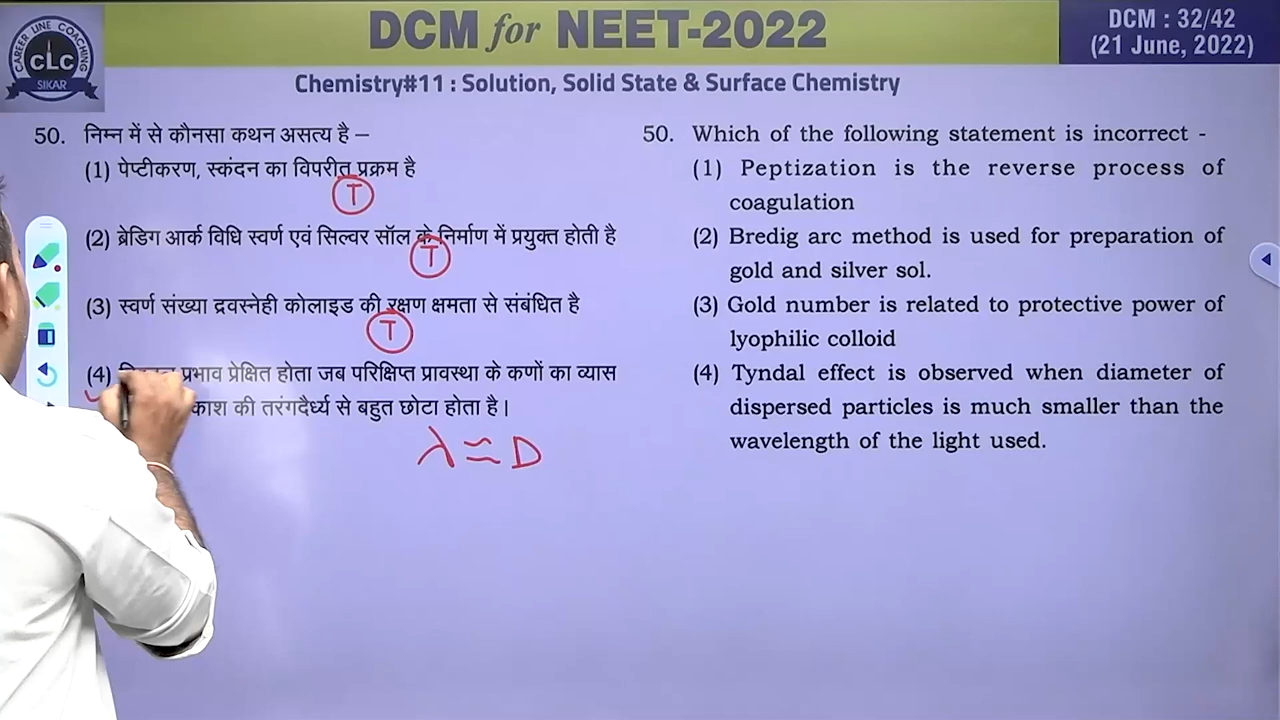 CAREER LINE COACHING
CLC
SIKAR
DCM for NEET-2022
DCM : 32/42
(21 June, 2022)
Chemistry#11 : Solution, Solid State & Surface Chemistry
50. निम्न में से कौनसा कथन असत्य है –
(1) पेप्टीकरण, स्कंदन का विपरीत प्रक्रम है
T
(2) ब्रेडिग आर्क विधि स्वर्ण एवं सिल्वर सॉल के निर्माण में प्रयुक्त होती है
T
(3) स्वर्ण संख्या द्रवस्नेही कोलाइड की रक्षण क्षमता से संबंधित है
T
(4) प्रभाव प्रेक्षित होता जब परिक्षिप्त प्रावस्था के कणों का व्यास
की तरंगदैर्ध्य से बहुत छोटा होता है।
λ ≈ D
50. Which of the following statement is incorrect -
(1) Peptization is the reverse process of
coagulation
(2) Bredig arc method is used for preparation of
gold and silver sol.
(3) Gold number is related to protective power of
lyophilic colloid
(4) Tyndal effect is observed when diameter of
dispersed particles is much smaller than the
wavelength of the light used.